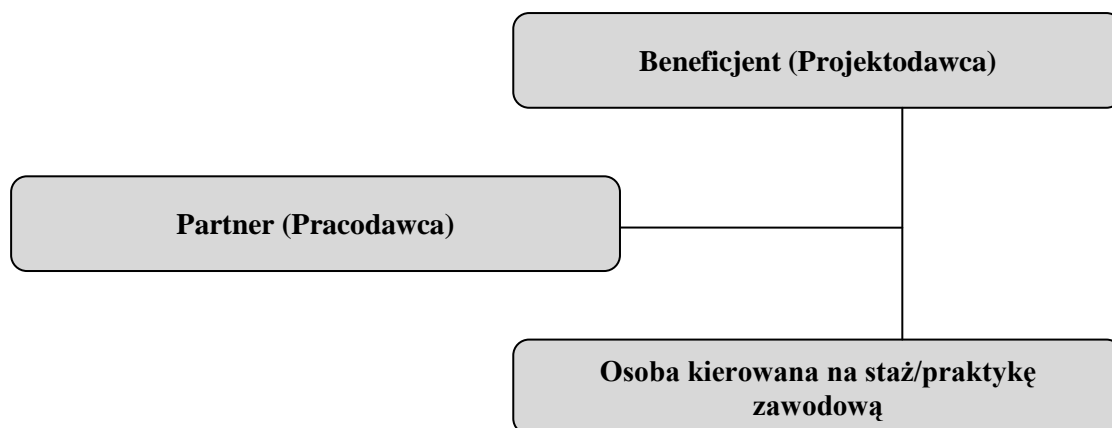 Beneficjent (Projektodawca)
Partner (Pracodawca)
Osoba kierowana na staż/praktykę
zawodową